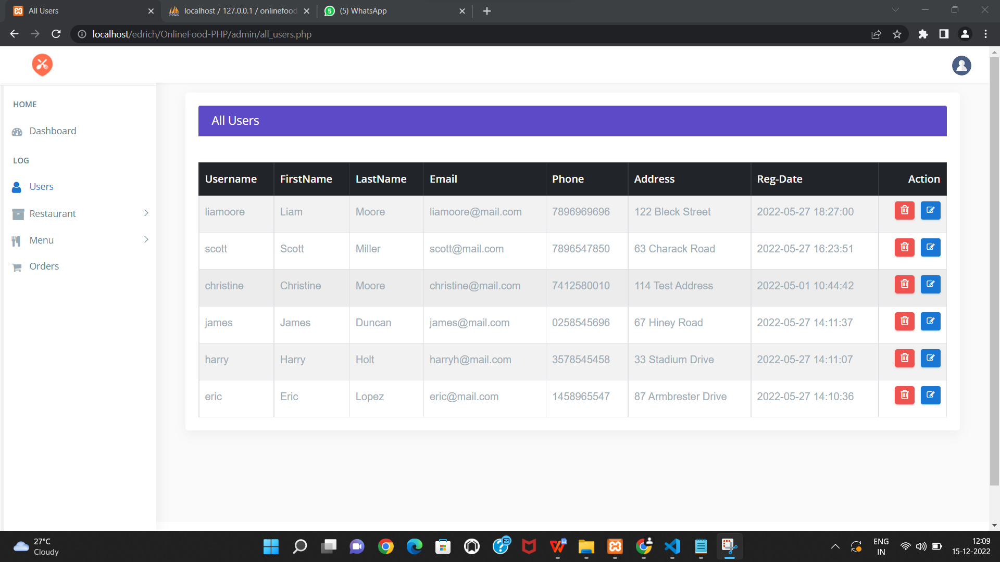 All Users
localhost / 127.0.0.1 / onlinefood
5 (5) WhatsApp
localhost/edrich/OnlineFood-PHP/admin/all_users.php
HOME
Dashboard
LOG
Users
Restaurant
Menu
Orders
All Users
Username FirstName LastName Email Phone Address Reg-Date Action
liamoore Liam Moore liamoore@mail.com 7896969696 122 Bleck Street 2022-05-27 18:27:00
scott Scott Miller scott@mail.com 7896547850 63 Charack Road 2022-05-27 16:23:51
christine Christine Moore christine@mail.com 7412580010 114 Test Address 2022-05-01 10:44:42
james James Duncan james@mail.com 0258545696 67 Hiney Road 2022-05-27 14:11:37
harry Harry Holt harryh@mail.com 3578545458 33 Stadium Drive 2022-05-27 14:11:07
eric Eric Lopez eric@mail.com 1458965547 87 Armbrester Drive 2022-05-27 14:10:36
27°C
Cloudy
ENG
IN
12:09
15-12-2022